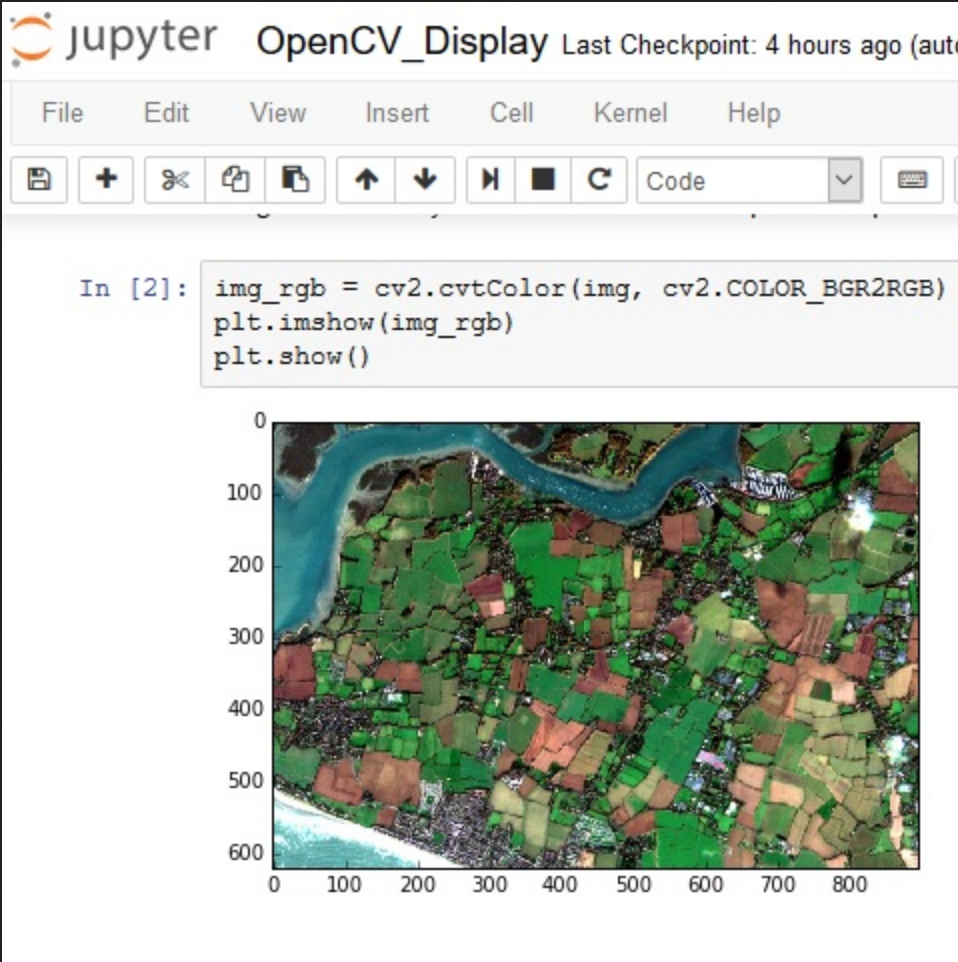 jupyter OpenCV_Display Last Checkpoint: 4 hours ago
File Edit View Insert Cell Kernel Help
Code
In [2]: img_rgb = cv2.cvtColor(img, cv2.COLOR_BGR2RGB)
plt.imshow(img_rgb)
plt.show()
0
100
200
300
400
500
600
0 100 200 300 400 500 600 700 800